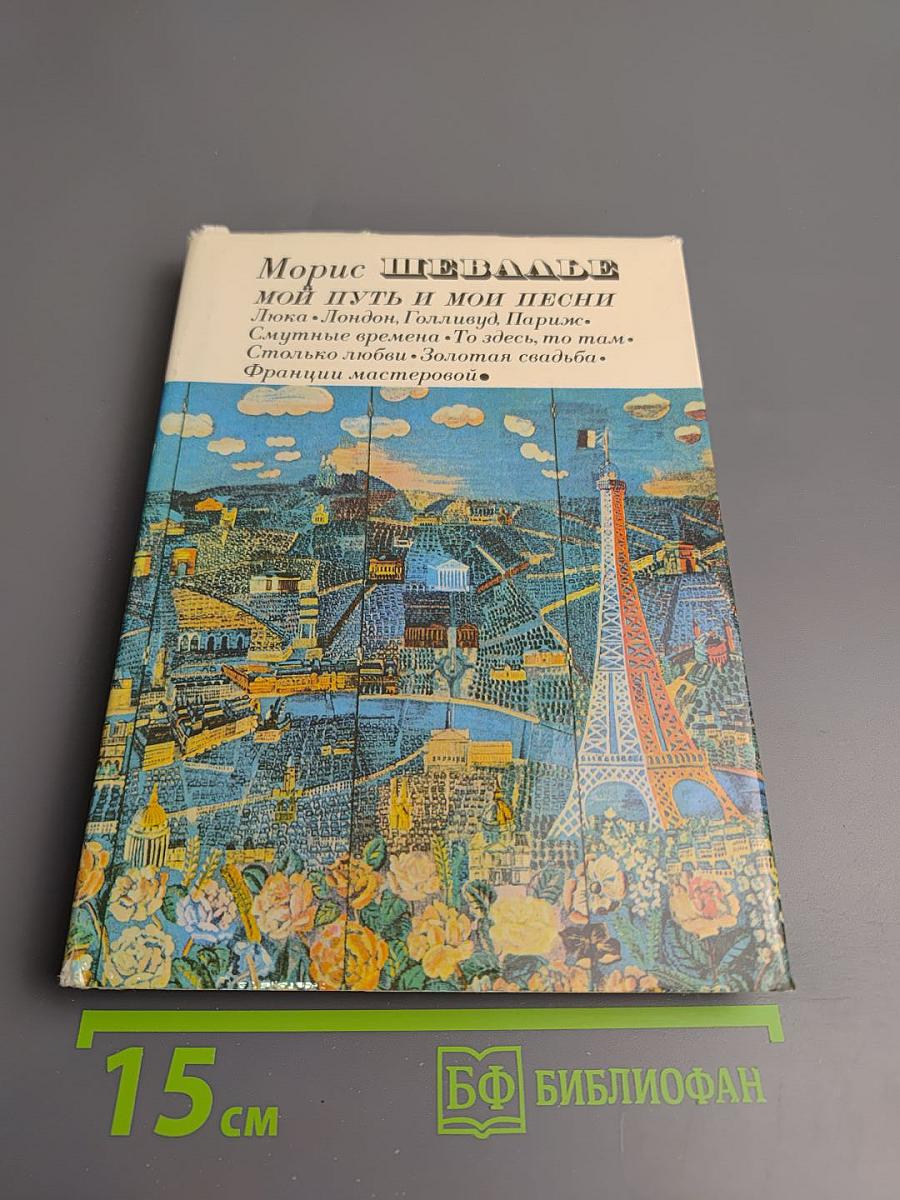 Морис ШЕВАЛЬЕ
МОЙ ПУТЬ И МОИ ПЕСНИ
Люка • Лондон, Голливуд, Париж •
Смутные времена • То здесь, то там •
Столько любви • Золотая свадьба •
Франции мастеровой •
15 см
БФ БИБЛИОФАН